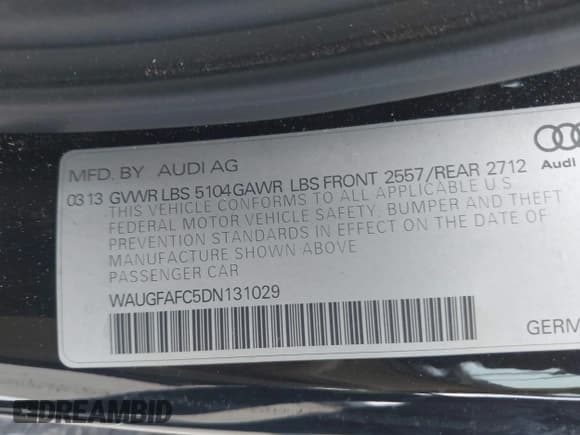 MFD. BY AUDI AG
Audi
03 13 GVWR LBS 5104 GAWR LBS FRONT 2557/REAR 2712
THIS VEHICLE CONFORMS TO ALL APPLICABLE U.S
FEDERAL MOTOR VEHICLE SAFETY, BUMPER AND THEFT
PREVENTION STANDARDS IN EFFECT ON THE DATE O
MANUFACTURE SHOWN ABOVE
PASSENGER CAR
WAUGFAFC5DN131029
GERM
DREAMBID